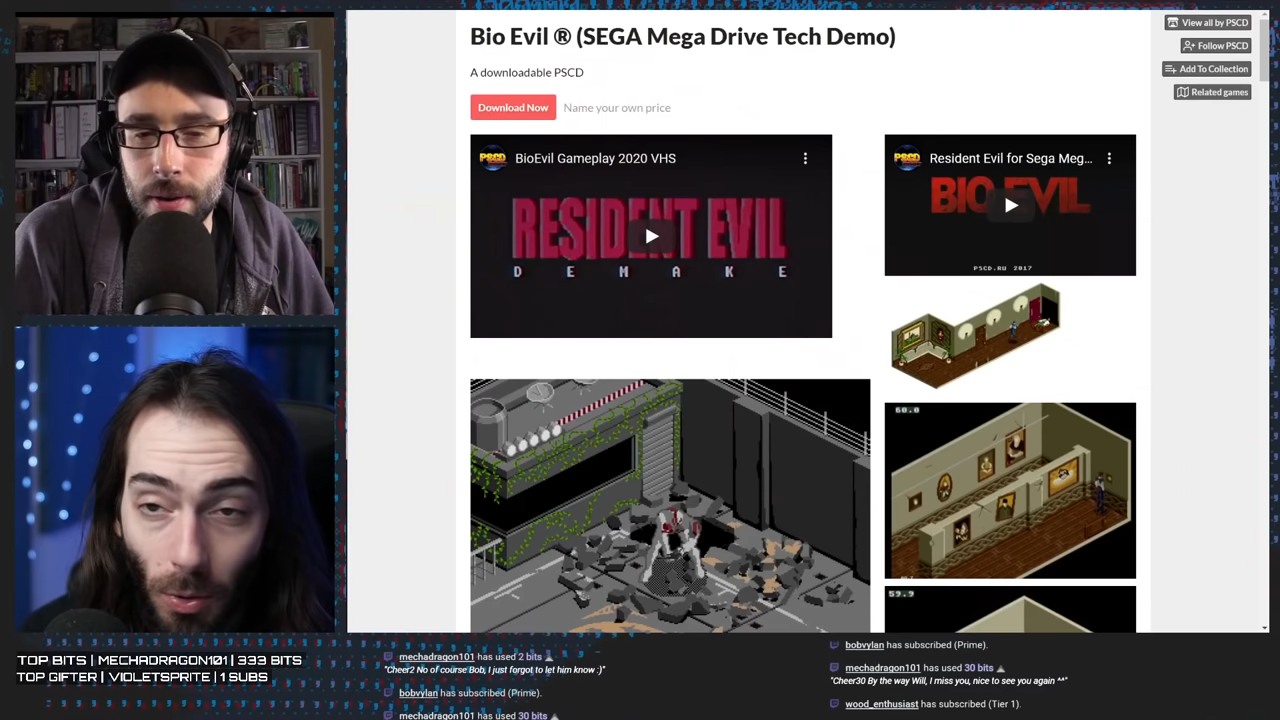 Bio Evil ® (SEGA Mega Drive Tech Demo)
A downloadable PSCD
Download Now
Name your own price
View all by PSCD
Follow PSCD
Add To Collection
Related games
PSCD
BioEvil Gameplay 2020 VHS
RESIDENT EVIL
DEMAKE
PSCD
Resident Evil for Sega Meg...
BIO EVIL
PSCD.RU 2017
60.0
59.9
TOP BITS | MECHADRAGON101 | 333 BITS
TOP GIFTER | VIOLETSPRITE | 1 SUBS
mechadragon101 has used 2 bits
"Cheer2 No of course Bob, I just forgot to let him know :)"
bobvylan has subscribed (Prime).
mechadragon101 has used 30 bits
bobvylan has subscribed (Prime).
mechadragon101 has used 30 bits
"Cheer30 By the way Will, I miss you, nice to see you again ^^"
wood_enthusiast has subscribed (Tier 1).